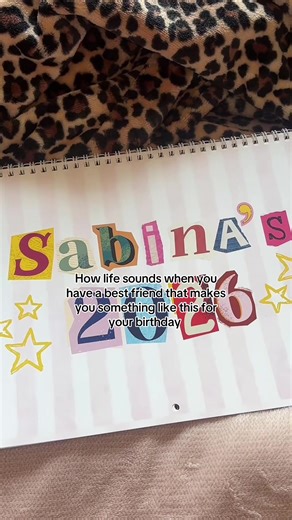 Sabina's
2026
How life sounds when you
have a best friend that makes
you something like this for
your birthday